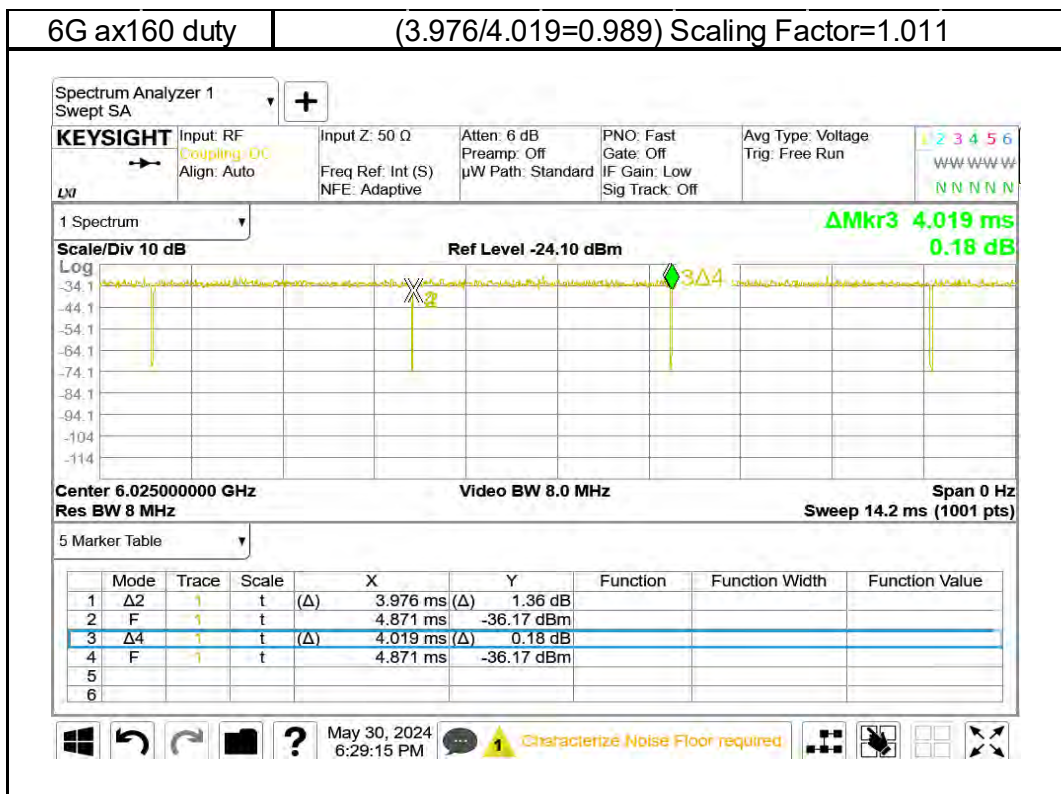 6G ax160 duty (3.976/4.019=0.989) Scaling Factor=1.011
Spectrum Analyzer 1
Swept SA
+
KEYSIGHT Input: RF Input Z: 50 Ω Atten: 6 dB PNO: Fast Avg Type: Voltage 1 2 3 4 5 6
Coupling: DC Preamp: Off Gate: Off Trig: Free Run
Align: Auto Freq Ref: Int (S) µW Path: Standard IF Gain: Low W W W W W
LXI NFE: Adaptive Sig Track: Off N N N N N
1 Spectrum ΔMkr3 4.019 ms
Scale/Div 10 dB Ref Level -24.10 dBm 0.18 dB
Log
-34.1
3Δ4
-44.1
-54.1
-64.1
-74.1
-84.1
-94.1
-104
-114
Center 6.025000000 GHz Video BW 8.0 MHz Span 0 Hz
Res BW 8 MHz Sweep 14.2 ms (1001 pts)
5 Marker Table
Mode Trace Scale X Y Function Function Width Function Value
1 Δ2 1 t (Δ) 3.976 ms (Δ) 1.36 dB
2 F 1 t 4.871 ms -36.17 dBm
3 Δ4 1 t (Δ) 4.019 ms (Δ) 0.18 dB
4 F 1 t 4.871 ms -36.17 dBm
5
6
? May 30, 2024 1 Characterize Noise Floor required
6:29:15 PM